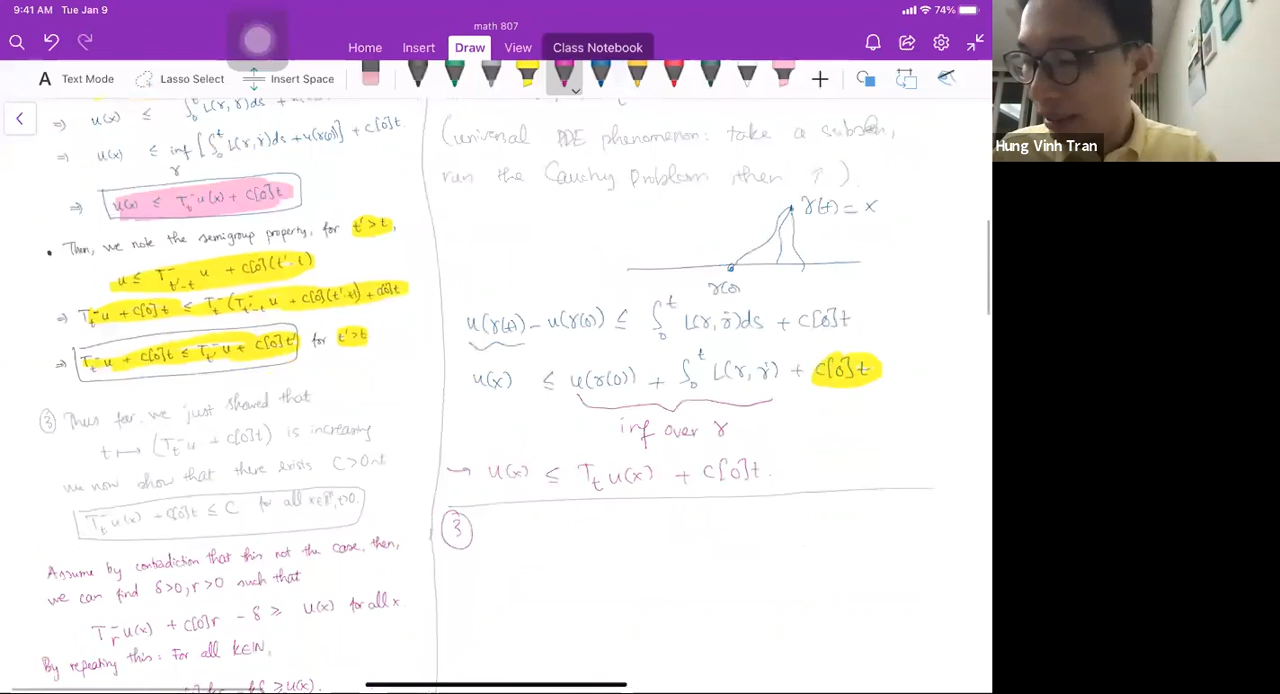 9:41 AM Tue Jan 9
74%
math 807
Home Insert Draw View Class Notebook
Text Mode
Lasso Select
Insert Space
Hung Vinh Tran
⇒ u(x) ≤ ∫₀ᵗ L(γ, γ̇)ds +
⇒ u(x) ≤ inf_γ [∫₀ᵗ L(γ, γ̇)ds + u(γ(0))] + c[0]t.
⇒ u(x) ≤ T_t⁻u(x) + c[0]t
• Then, we note the semigroup property, for t' > t,
u ≤ T⁻_{t'-t} u + c[0](t'-t)
⇒ T_t⁻u + c[0]t ≤ T_t⁻(T⁻_{t'-t} u + c[0](t'-t)) + c[0]t
⇒ T_t⁻u + c[0]t ≤ T_{t'}⁻u + c[0]t' for t' > t
③ Thus far, we just showed that
t ↦ (T_t⁻u + c[0]t) is increasing
we now show that there exists C>0 st
T_t⁻u(x) + c[0]t ≤ C for all x∈ , t>0.
Assume by contradiction that this not the case, then,
we can find δ>0, r>0 such that
T_r⁻u(x) + c[0]r - δ ≥ u(x) for all x
By repeating this: For all k∈ℕ,
- kδ ≥ u(x).
(universal PDE phenomenon: take a subsoln,
run the Cauchy problem then ↑).
γ(t) = x
γ(0)
u(γ(t)) - u(γ(0)) ≤ ∫₀ᵗ L(γ, γ̇)ds + c[0]t
u(x) ≤ u(γ(0)) + ∫₀ᵗ L(γ, γ̇) + c[0]t
inf over γ
→ u(x) ≤ T_t u(x) + c[0]t.
③